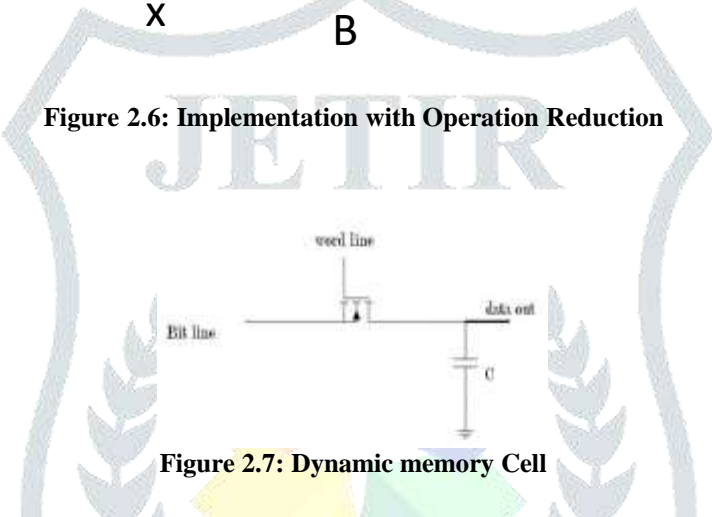 X
B
Figure 2.6: Implementation with Operation Reduction
JETIR
word line
data out
Bit line
C
Figure 2.7: Dynamic memory Cell